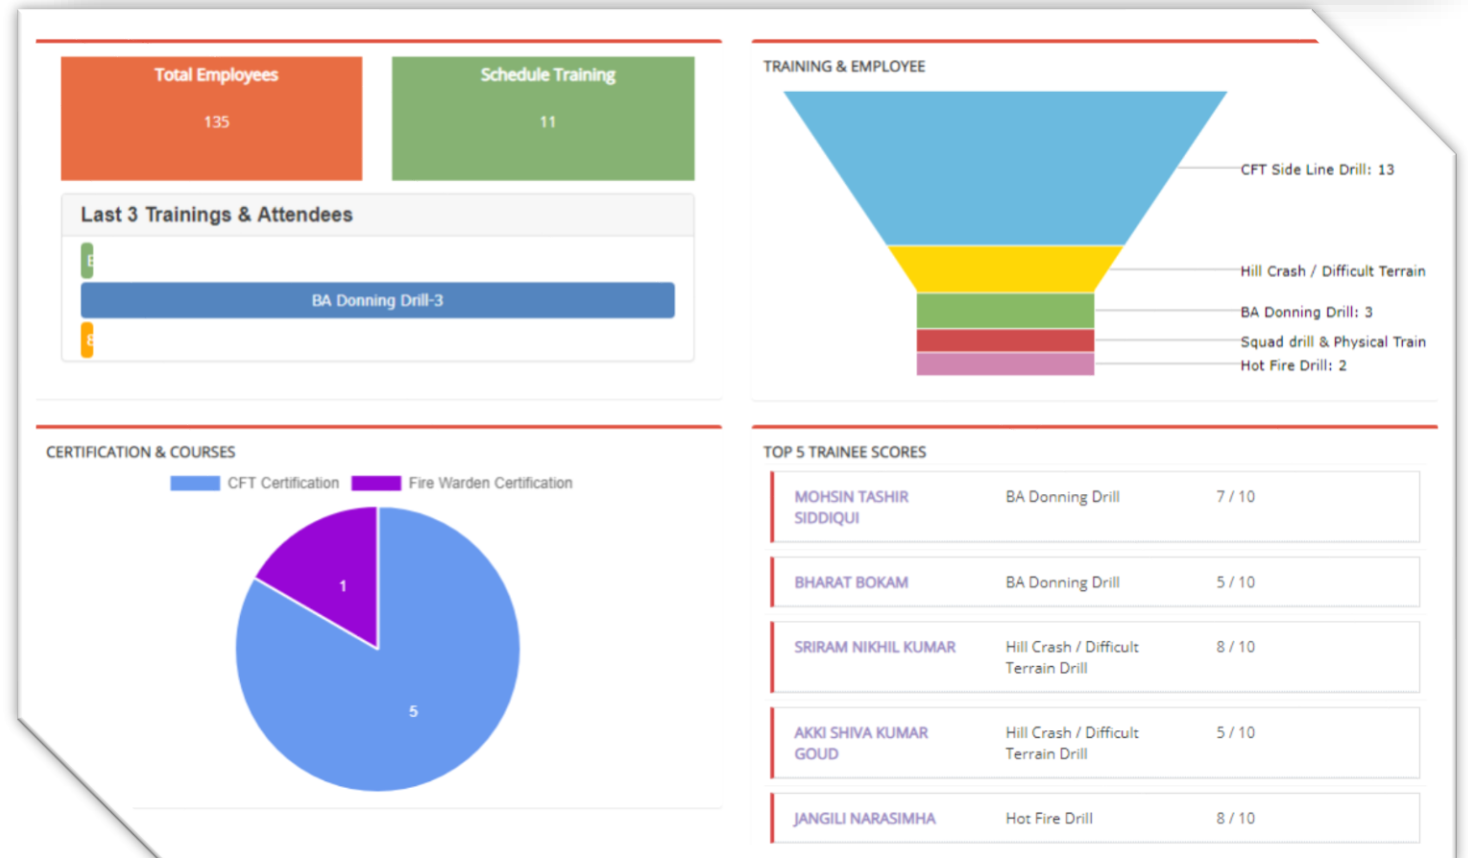 Total Employees
135
Schedule Training
11
Last 3 Trainings & Attendees
BA Donning Drill-3
TRAINING & EMPLOYEE
CFT Side Line Drill: 13
Hill Crash / Difficult Terrain
BA Donning Drill: 3
Squad drill & Physical Train
Hot Fire Drill: 2
CERTIFICATION & COURSES
CFT Certification
Fire Warden Certification
1
5
TOP 5 TRAINEE SCORES
MOHSIN TASHIR BA Donning Drill 7 / 10
SIDDIQUI
BHARAT BOKAM BA Donning Drill 5 / 10
SRIRAM NIKHIL KUMAR Hill Crash / Difficult 8 / 10
Terrain Drill
AKKI SHIVA KUMAR Hill Crash / Difficult 5 / 10
GOUD Terrain Drill
JANGILI NARASIMHA Hot Fire Drill 8 / 10